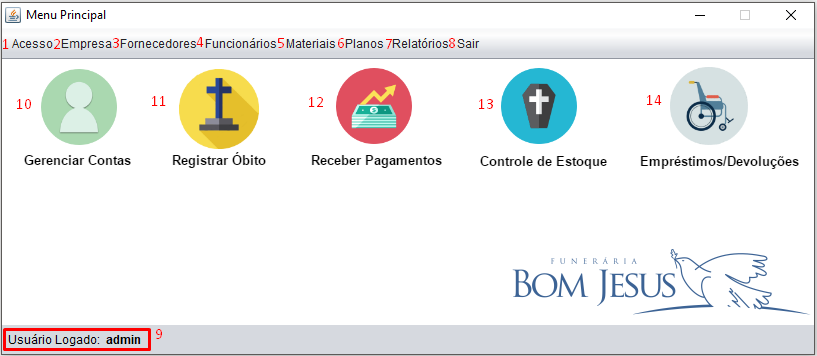 Menu Principal
1 Acesso 2 Empresa 3 Fornecedores 4 Funcionários 5 Materiais 6 Planos 7 Relatórios 8 Sair
10 11 12 13 14
Gerenciar Contas Registrar Óbito Receber Pagamentos Controle de Estoque Empréstimos/Devoluções
FUNERÁRIA
BOM JESUS
Usuário Logado: admin 9